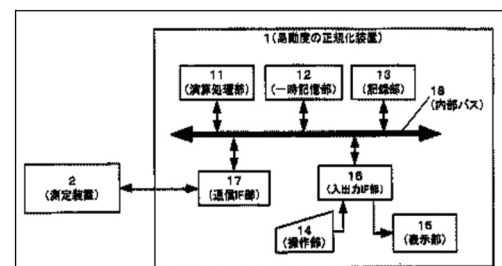 1(易動度の正規化装置)
11
(演算処理部)
12
(一時記憶部)
13
(記録部)
18
(内部バス)
2
(測定装置)
17
(通信IF部)
16
(入出力IF部)
14
(操作部)
15
(表示部)